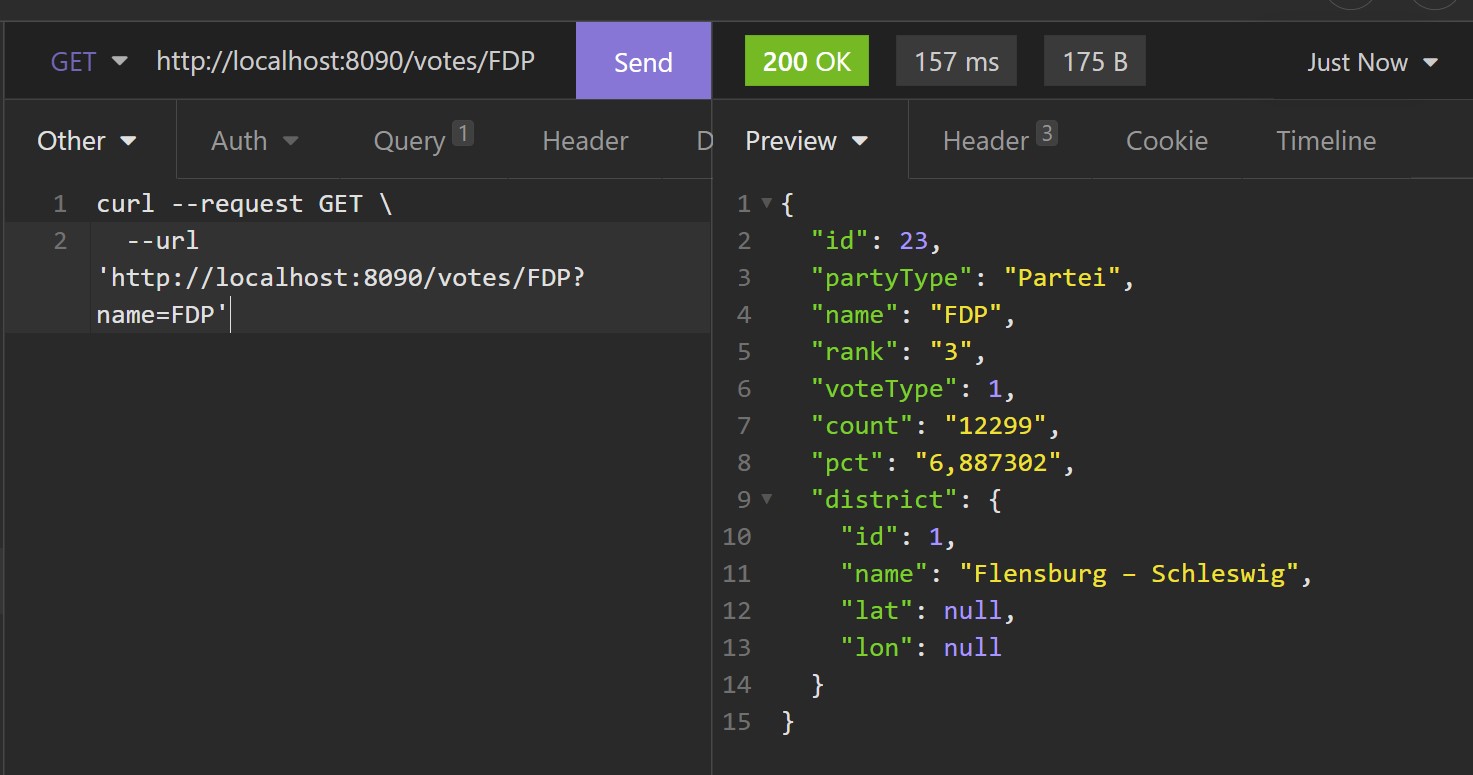 GET http://localhost:8090/votes/FDP Send 200 OK 157 ms 175 B Just Now
Other Auth Query 1 Header D Preview Header 3 Cookie Timeline
1 curl --request GET \
2 --url
'http://localhost:8090/votes/FDP?
name=FDP'
1 {
2 "id": 23,
3 "partyType": "Partei",
4 "name": "FDP",
5 "rank": "3",
6 "voteType": 1,
7 "count": "12299",
8 "pct": "6,887302",
9 "district": {
10 "id": 1,
11 "name": "Flensburg – Schleswig",
12 "lat": null,
13 "lon": null
14 }
15 }